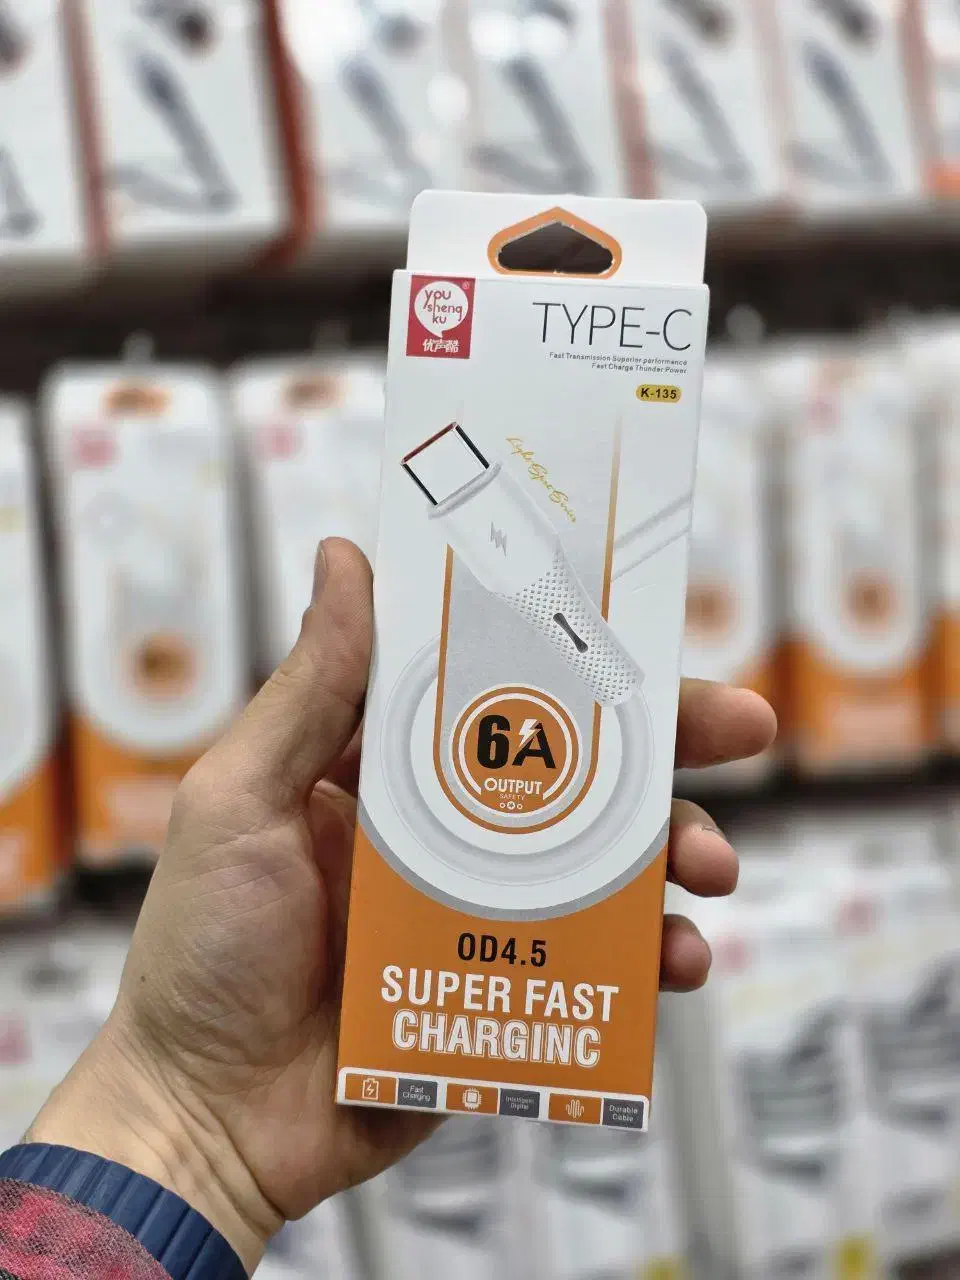 you
sheng
ku
®
优声酷
TYPE-C
Fast Transmission Superior performance
Fast Charge Thunder Power
K-135
6A
OUTPUT
SAFETY
OD4.5
SUPER FAST
CHARGINC
Fast
Charging
Intelligent
Digital
Durable
Cable